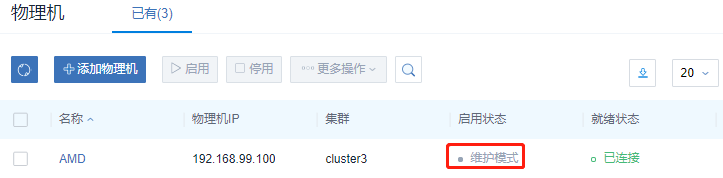 物理机 已有(3)
添加物理机 启用 停用 更多操作 20
名称 物理机IP 集群 启用状态 就绪状态
AMD 192.168.99.100 cluster3 维护模式 已连接